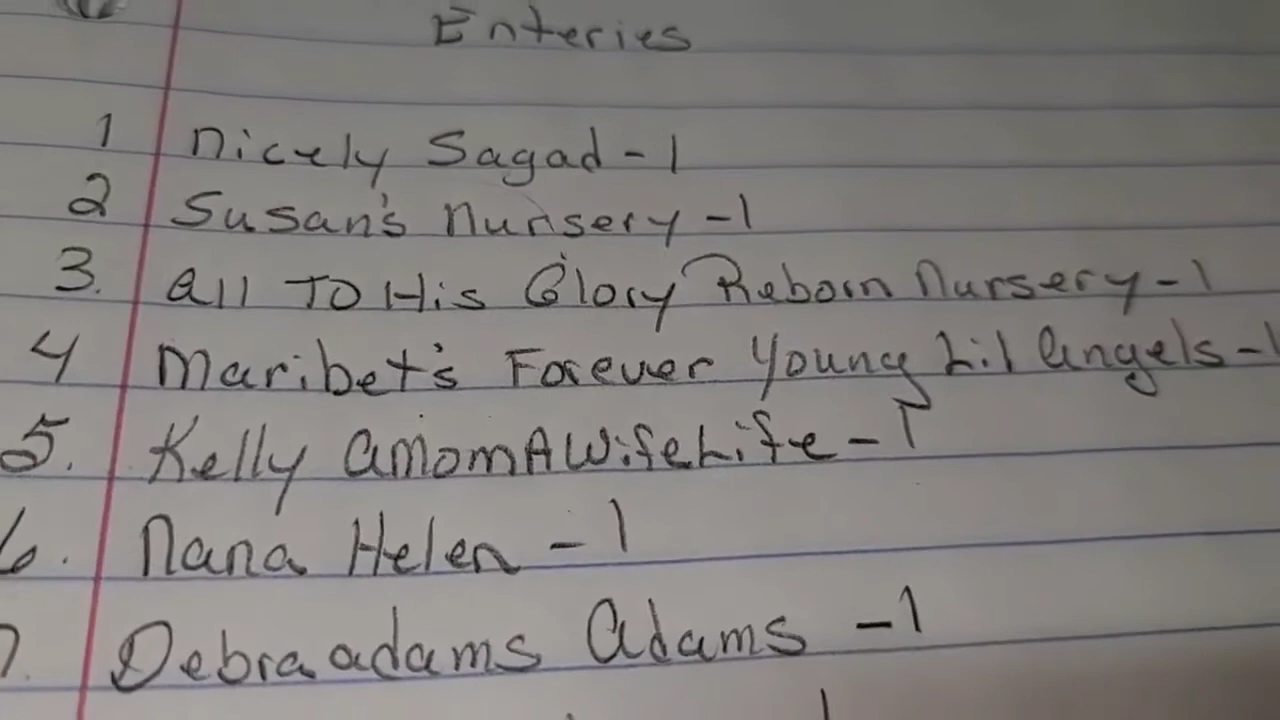 Enteries
1 Nicely Sagad - 1
2 Susan's Nursery - 1
3. All To His Glory Reborn Nursery - 1
4 Maribet's Forever Young Lil Angels - 1
5. Kelly AMomAWifeLife - 1
6. Nana Helen - 1
7. Debraadams Adams - 1